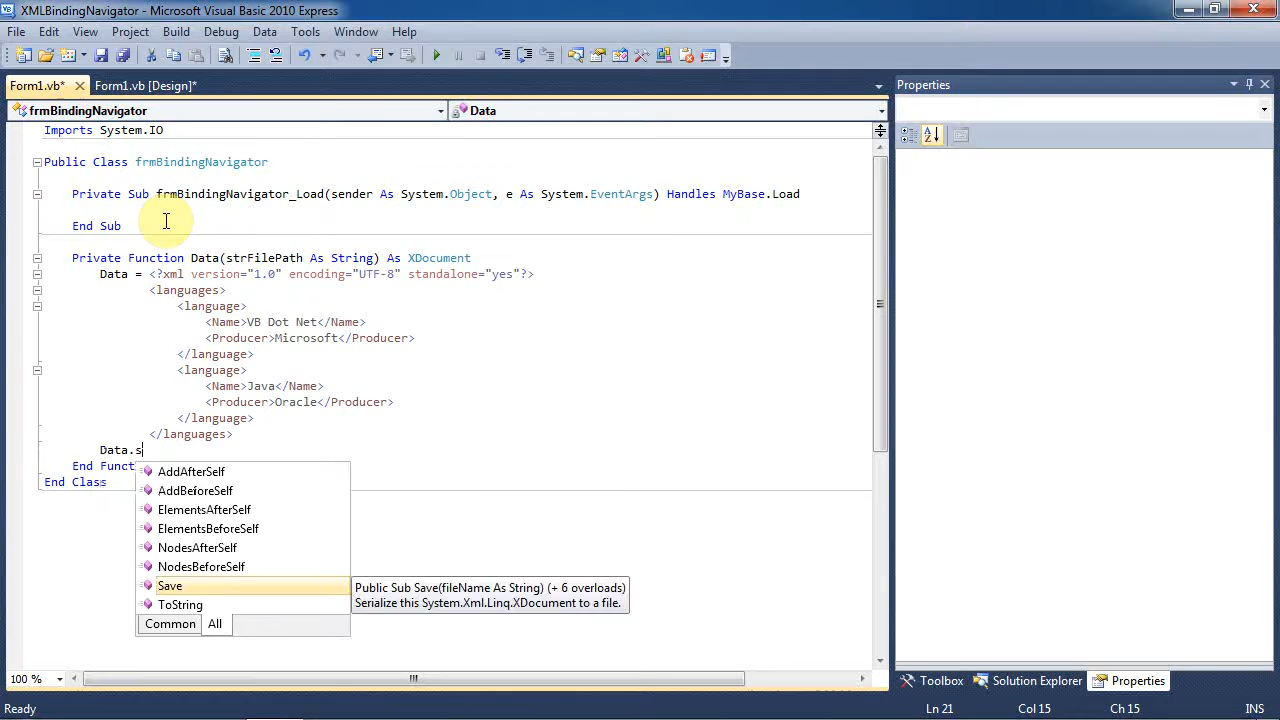 XMLBindingNavigator - Microsoft Visual Basic 2010 Express
File Edit View Project Build Debug Data Tools Window Help
Form1.vb* Form1.vb [Design]* Properties
frmBindingNavigator Data
Imports System.IO
Public Class frmBindingNavigator
Private Sub frmBindingNavigator_Load(sender As System.Object, e As System.EventArgs) Handles MyBase.Load
End Sub
Private Function Data(strFilePath As String) As XDocument
Data = <?xml version="1.0" encoding="UTF-8" standalone="yes"?>
<languages>
<language>
<Name>VB Dot Net</Name>
<Producer>Microsoft</Producer>
</language>
<language>
<Name>Java</Name>
<Producer>Oracle</Producer>
</language>
</languages>
Data.s
End Funct
End Class
AddAfterSelf
AddBeforeSelf
ElementsAfterSelf
ElementsBeforeSelf
NodesAfterSelf
NodesBeforeSelf
Save
ToString
Common All
Public Sub Save(fileName As String) (+ 6 overloads)
Serialize this System.Xml.Linq.XDocument to a file.
100 %
Toolbox Solution Explorer Properties
Ready Ln 21 Col 15 Ch 15 INS